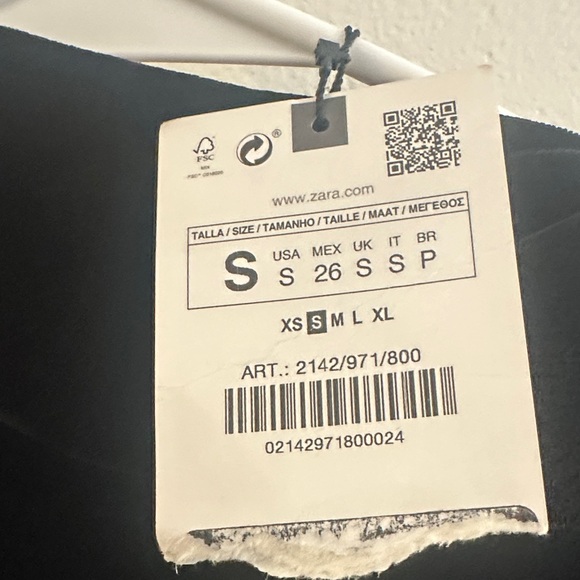 FSC
®
www.zara.com
TALLA / SIZE / TAMANHO / TAILLE / MAAT / ΜΕΓΕΘΟΣ
S
USA MEX UK IT BR
S 26 S S P
XS S M L XL
ART.: 2142/971/800
02142971800024